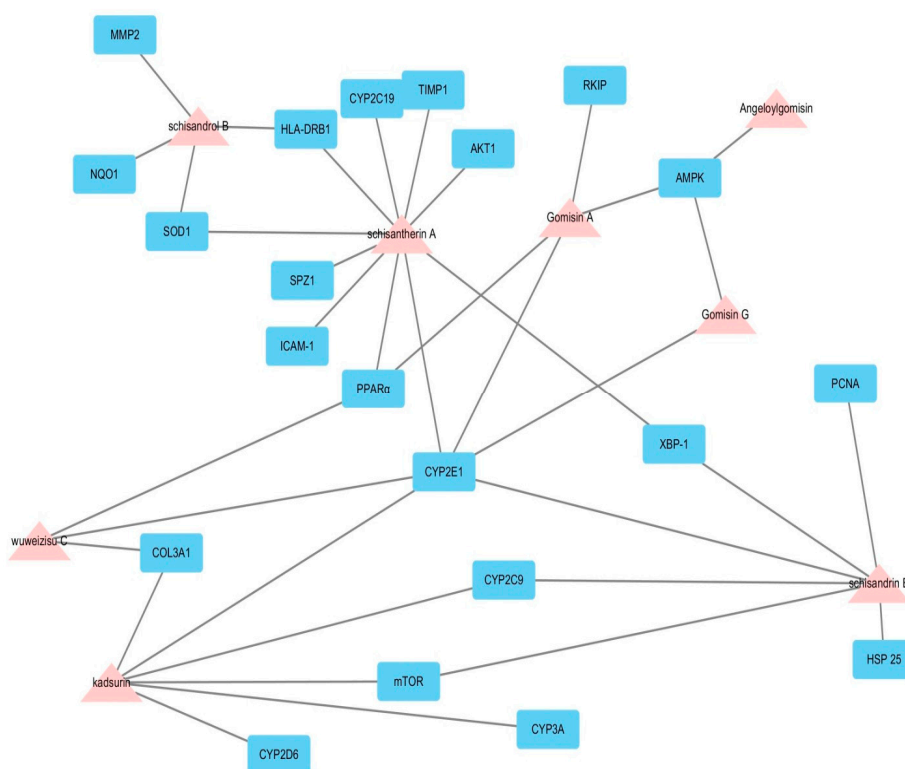 MMP2
CYP2C19
TIMP1
RKIP
Angeloylgomisin
schisandrol B
HLA-DRB1
AKT1
NQO1
AMPK
SOD1
schisantherin A
Gomisin A
SPZ1
Gomisin G
ICAM-1
PPARα
PCNA
XBP-1
CYP2E1
wuweizisu C
COL3A1
CYP2C9
schisandrin B
HSP 25
kadsurin
mTOR
CYP3A
CYP2D6